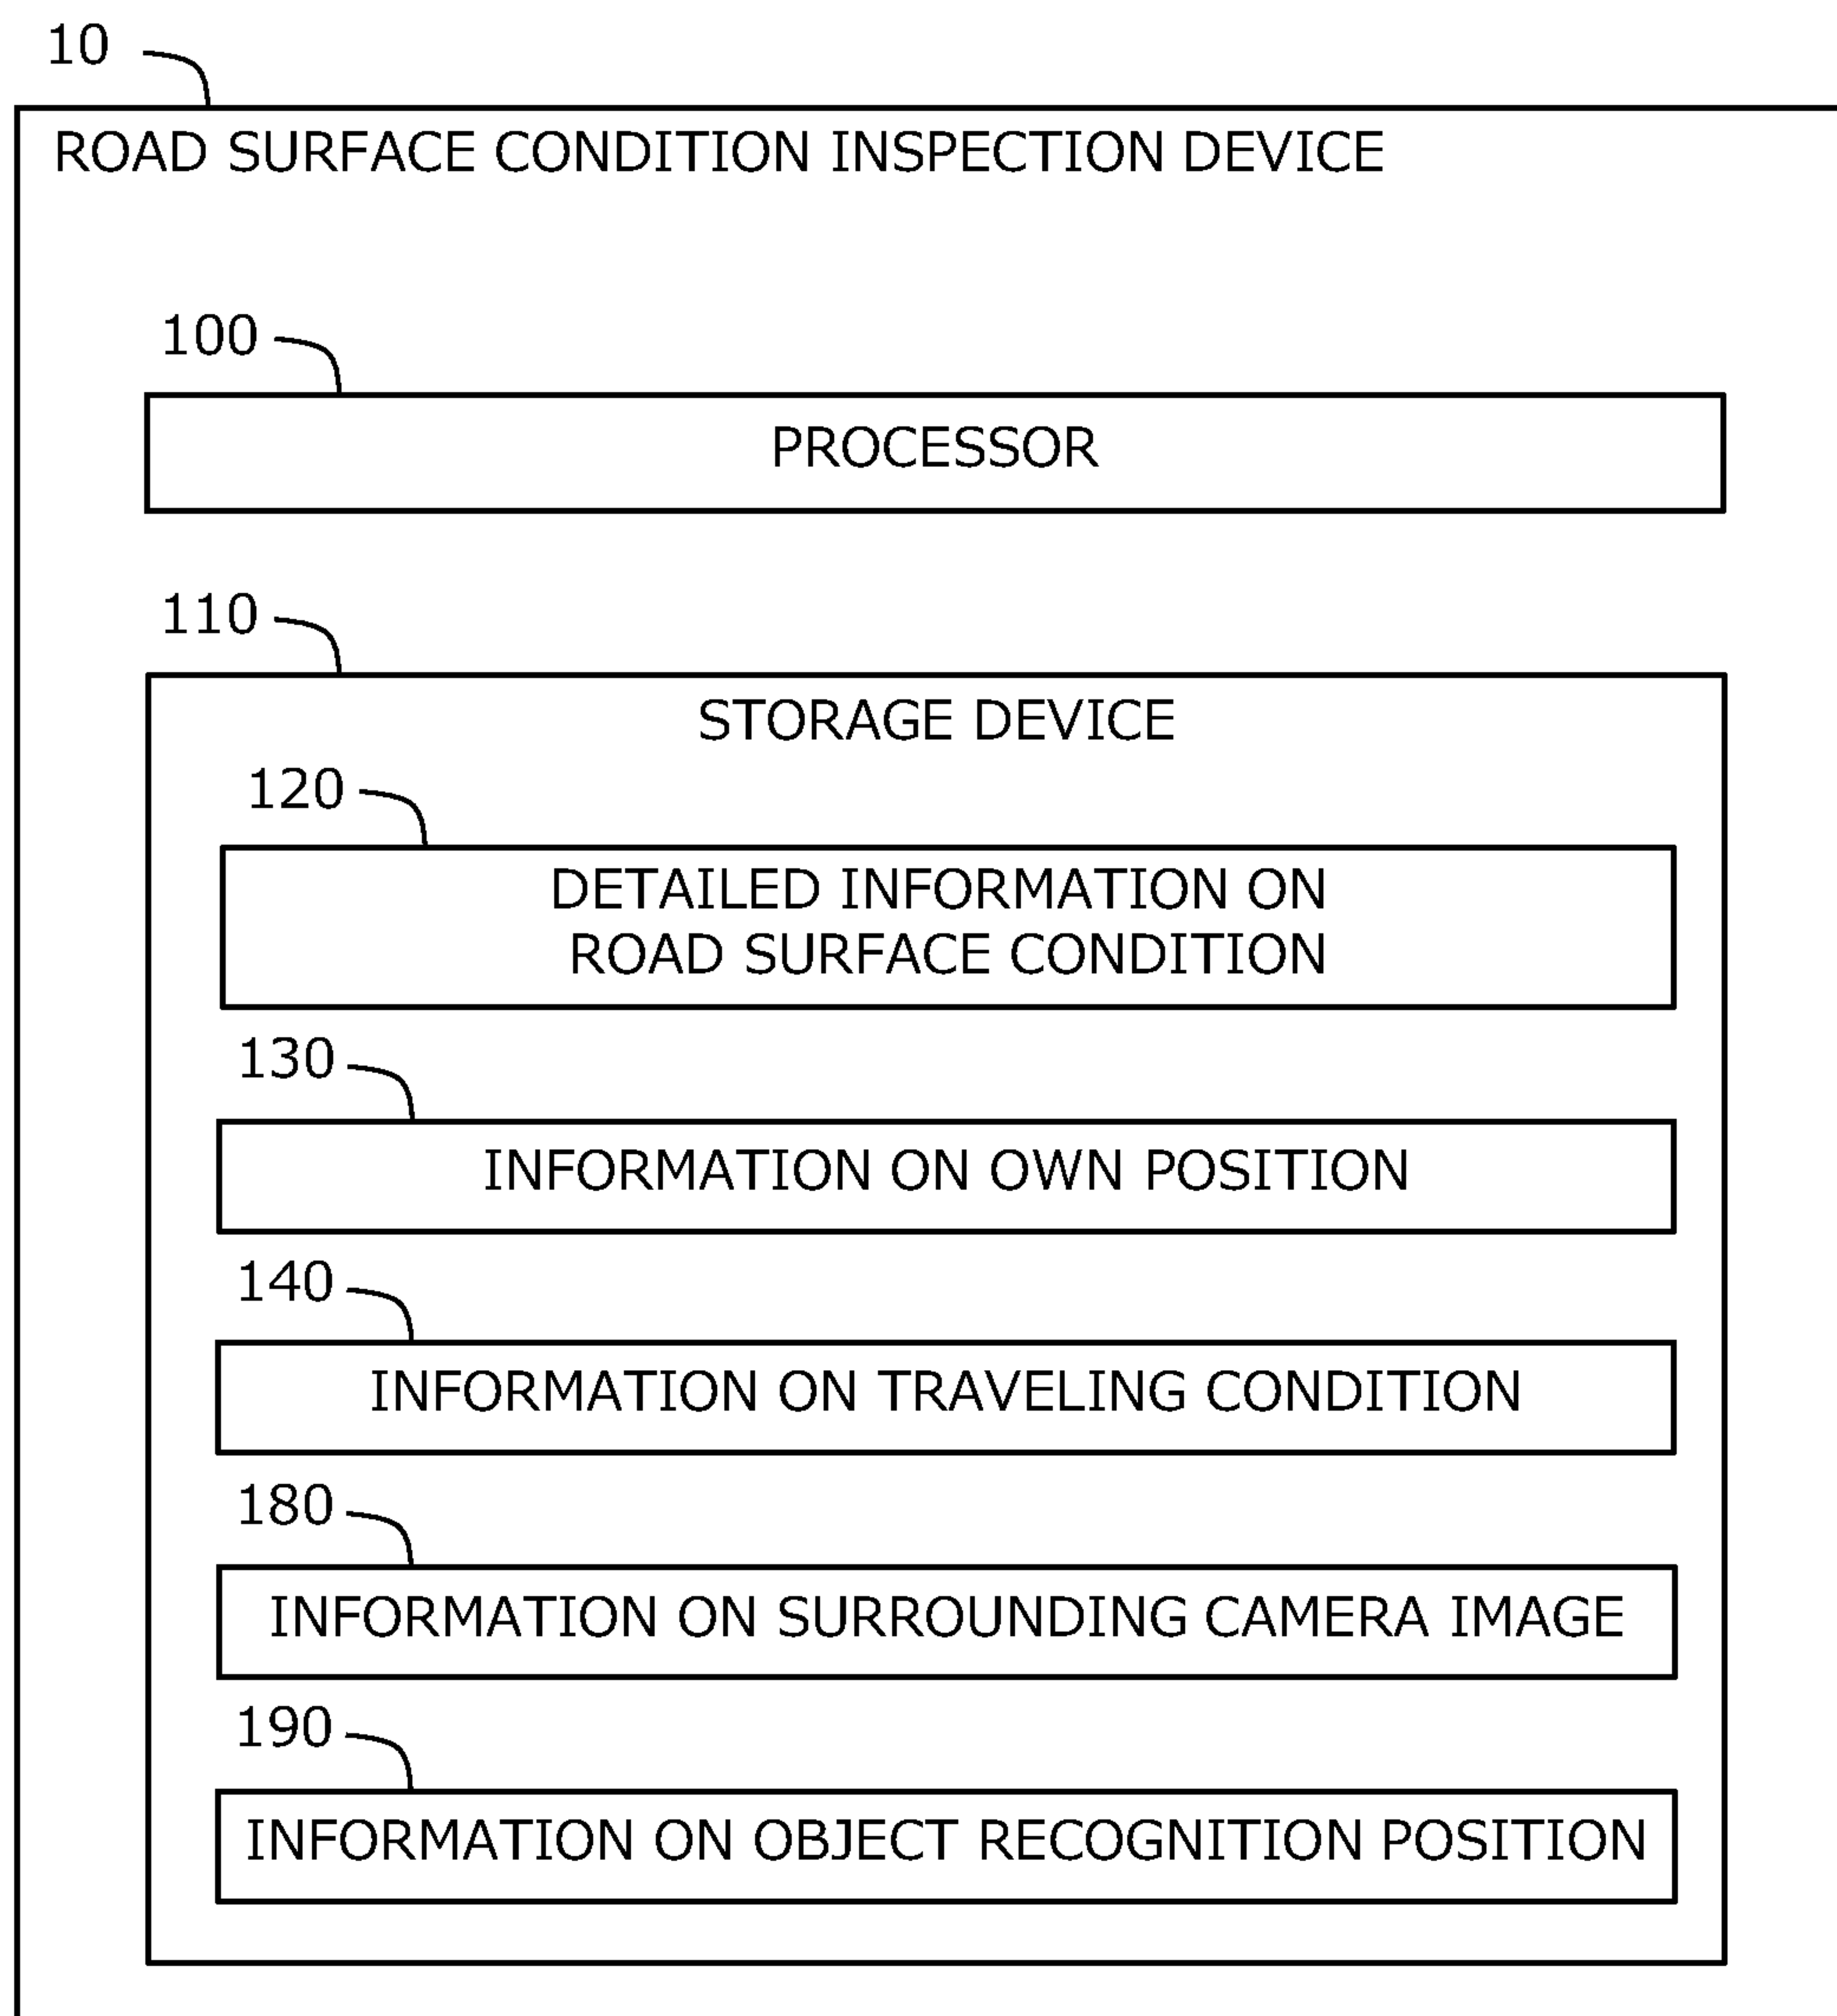 10
ROAD SURFACE CONDITION INSPECTION DEVICE
100
PROCESSOR
110
STORAGE DEVICE
120
DETAILED INFORMATION ON
ROAD SURFACE CONDITION
130
INFORMATION ON OWN POSITION
140
INFORMATION ON TRAVELING CONDITION
180
INFORMATION ON SURROUNDING CAMERA IMAGE
190
INFORMATION ON OBJECT RECOGNITION POSITION